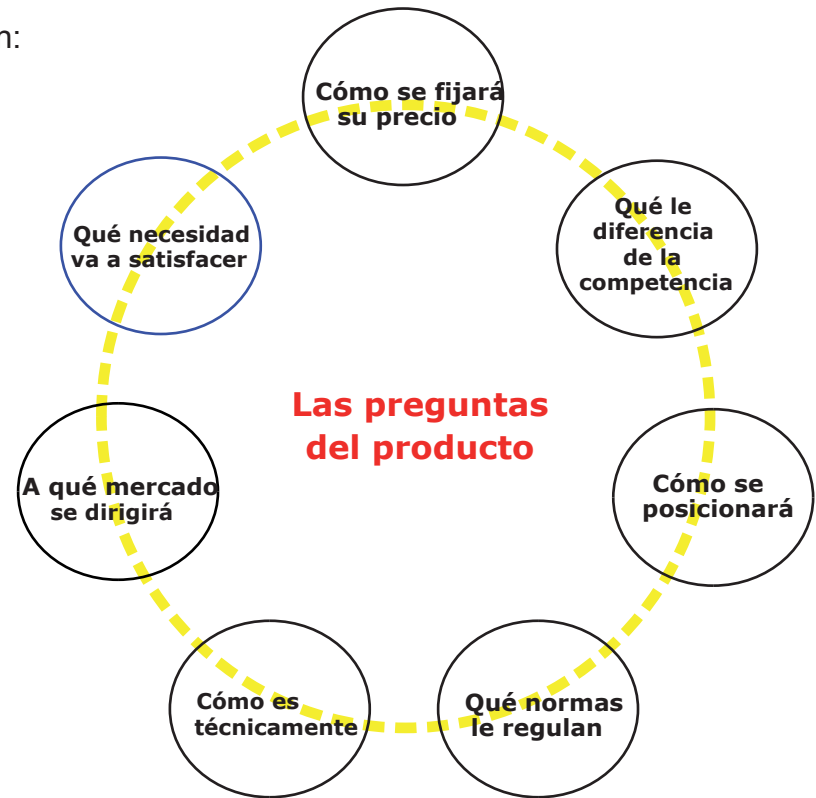 n:
Cómo se fijará
su precio
Qué le
diferencia
de la
competencia
Qué necesidad
va a satisfacer
Las preguntas
del producto
A qué mercado
se dirigirá
Cómo se
posicionará
Cómo es
técnicamente
Qué normas
le regulan